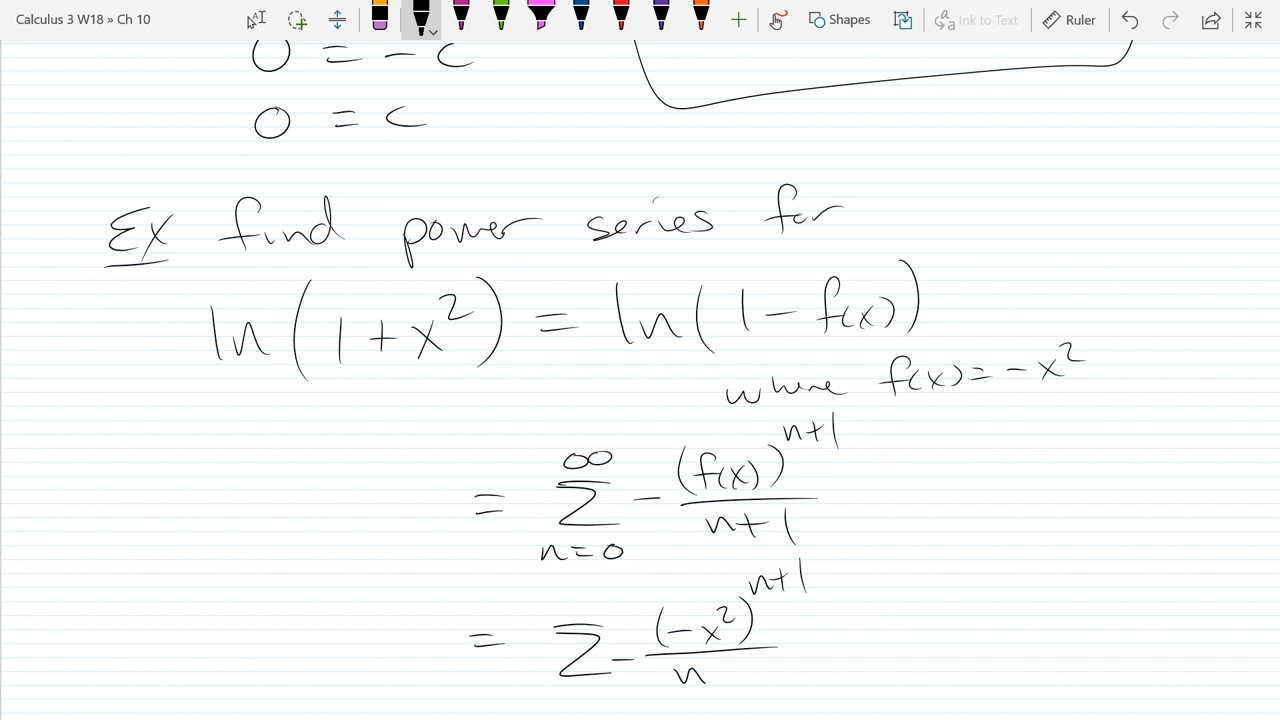 Calculus 3 W18 » Ch 10
Shapes
Ink to Text
Ruler
0 = - c
0 = c
Ex find power series for
ln(1+x²) = ln(1-f(x))
where f(x) = -x²
= ∑_{n=0}^{∞} - (f(x))^{n+1}/(n+1)
= ∑ - (-x²)^{n+1}/n